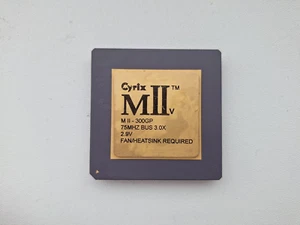 Cyrix
MII™ V
M II - 300GP
75MHZ BUS 3.0X
2.9V
FAN/HEATSINK REQUIRED